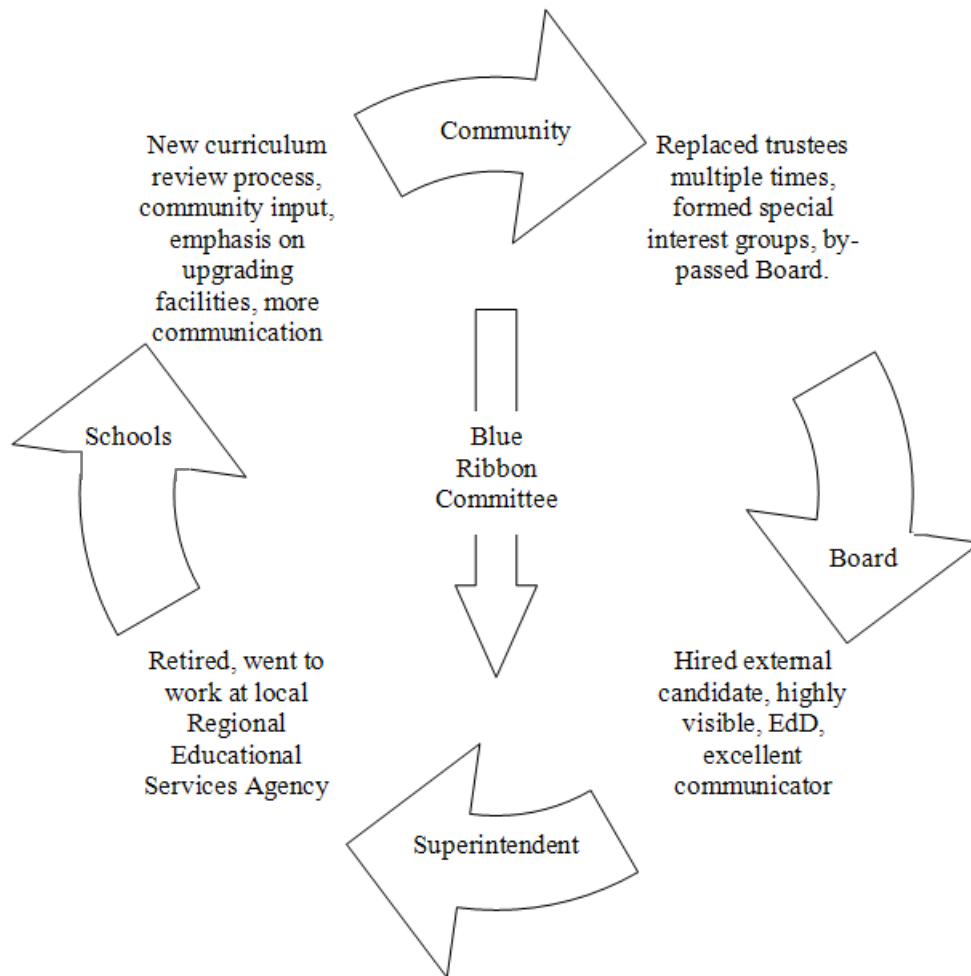 Community
New curriculum
review process,
community input,
emphasis on
upgrading
facilities, more
communication
Replaced trustees
multiple times,
formed special
interest groups, by-
passed Board.
Schools
Blue
Ribbon
Committee
Board
Retired, went to
work at local
Regional
Educational
Services Agency
Hired external
candidate, highly
visible, EdD,
excellent
communicator
Superintendent